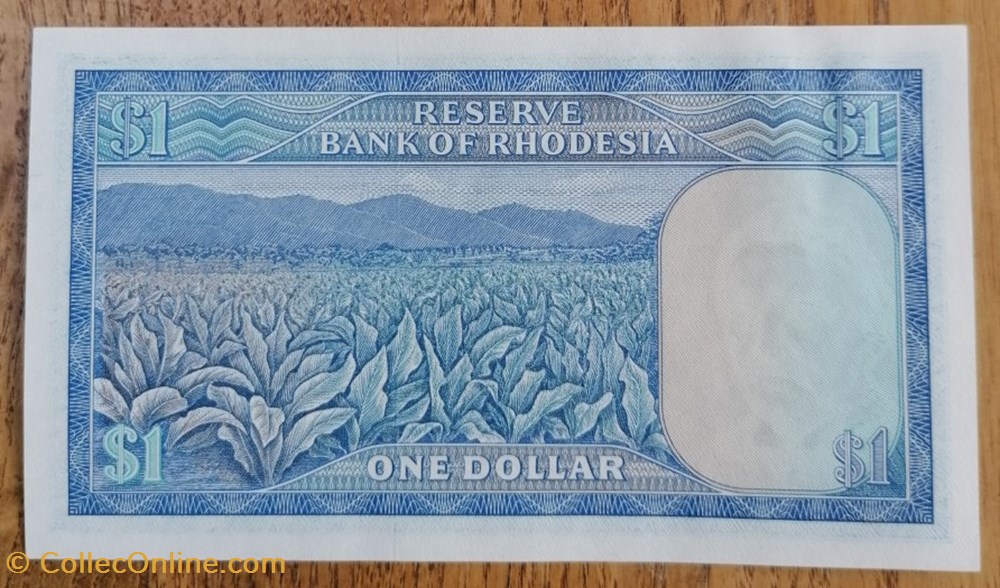 $1 $1
RESERVE
BANK OF RHODESIA
$1 $1
ONE DOLLAR
© CollecOnline.com